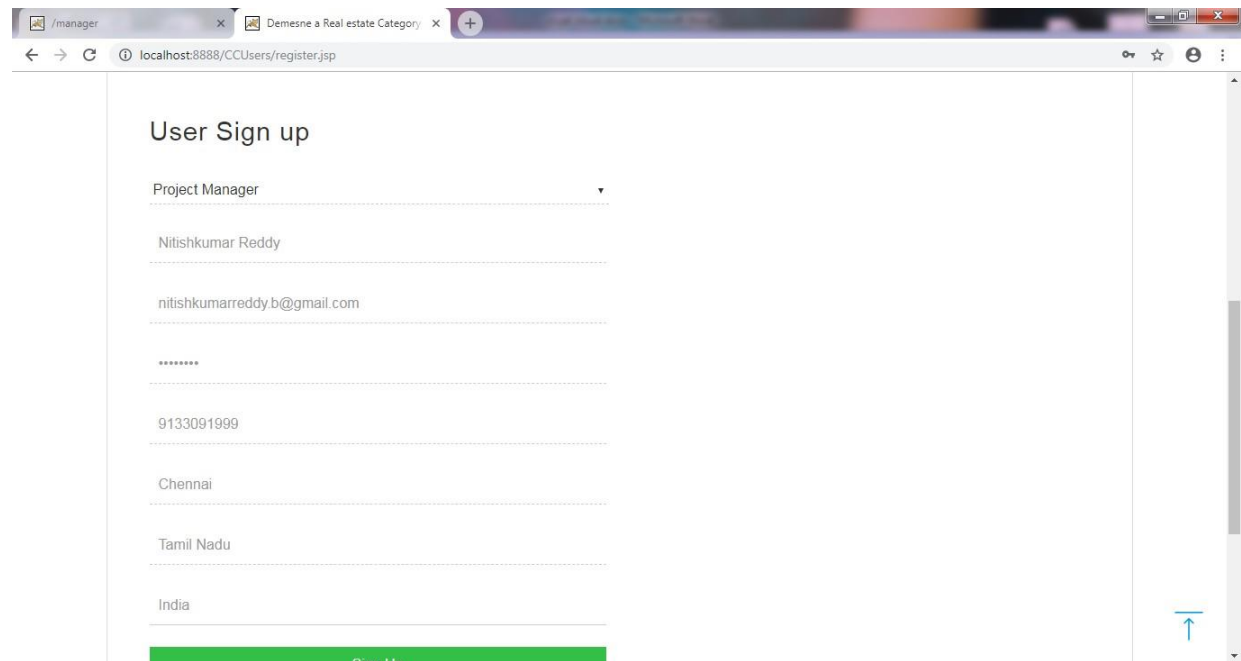 /manager
Demesne a Real estate Category
localhost:8888/CCUsers/register.jsp
User Sign up
Project Manager
Nitishkumar Reddy
nitishkumarreddy.b@gmail.com
••••••••
9133091999
Chennai
Tamil Nadu
India